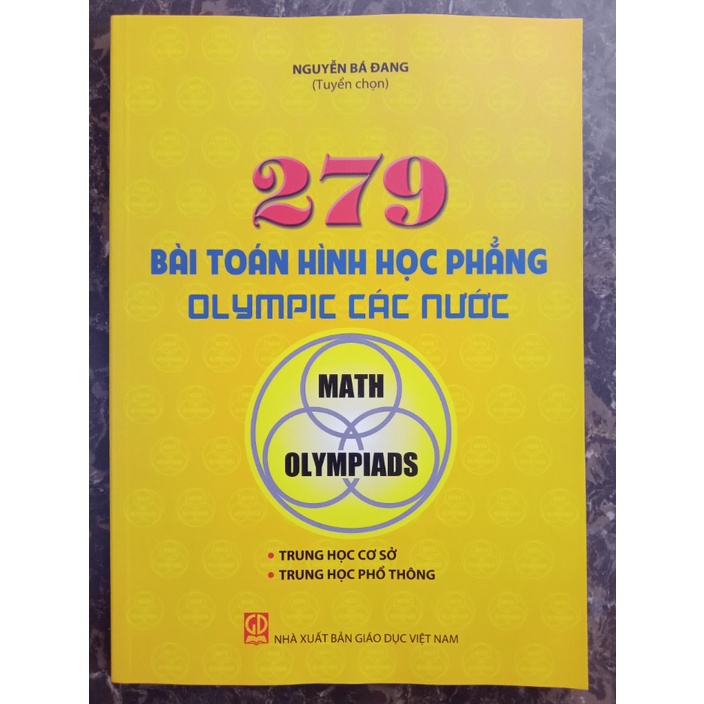 NGUYỄN BÁ ĐANG
(Tuyển chọn)
279
BÀI TOÁN HÌNH HỌC PHẲNG
OLYMPIC CÁC NƯỚC
MATH
OLYMPIADS
• TRUNG HỌC CƠ SỞ
• TRUNG HỌC PHỔ THÔNG
GD
NHÀ XUẤT BẢN GIÁO DỤC VIỆT NAM